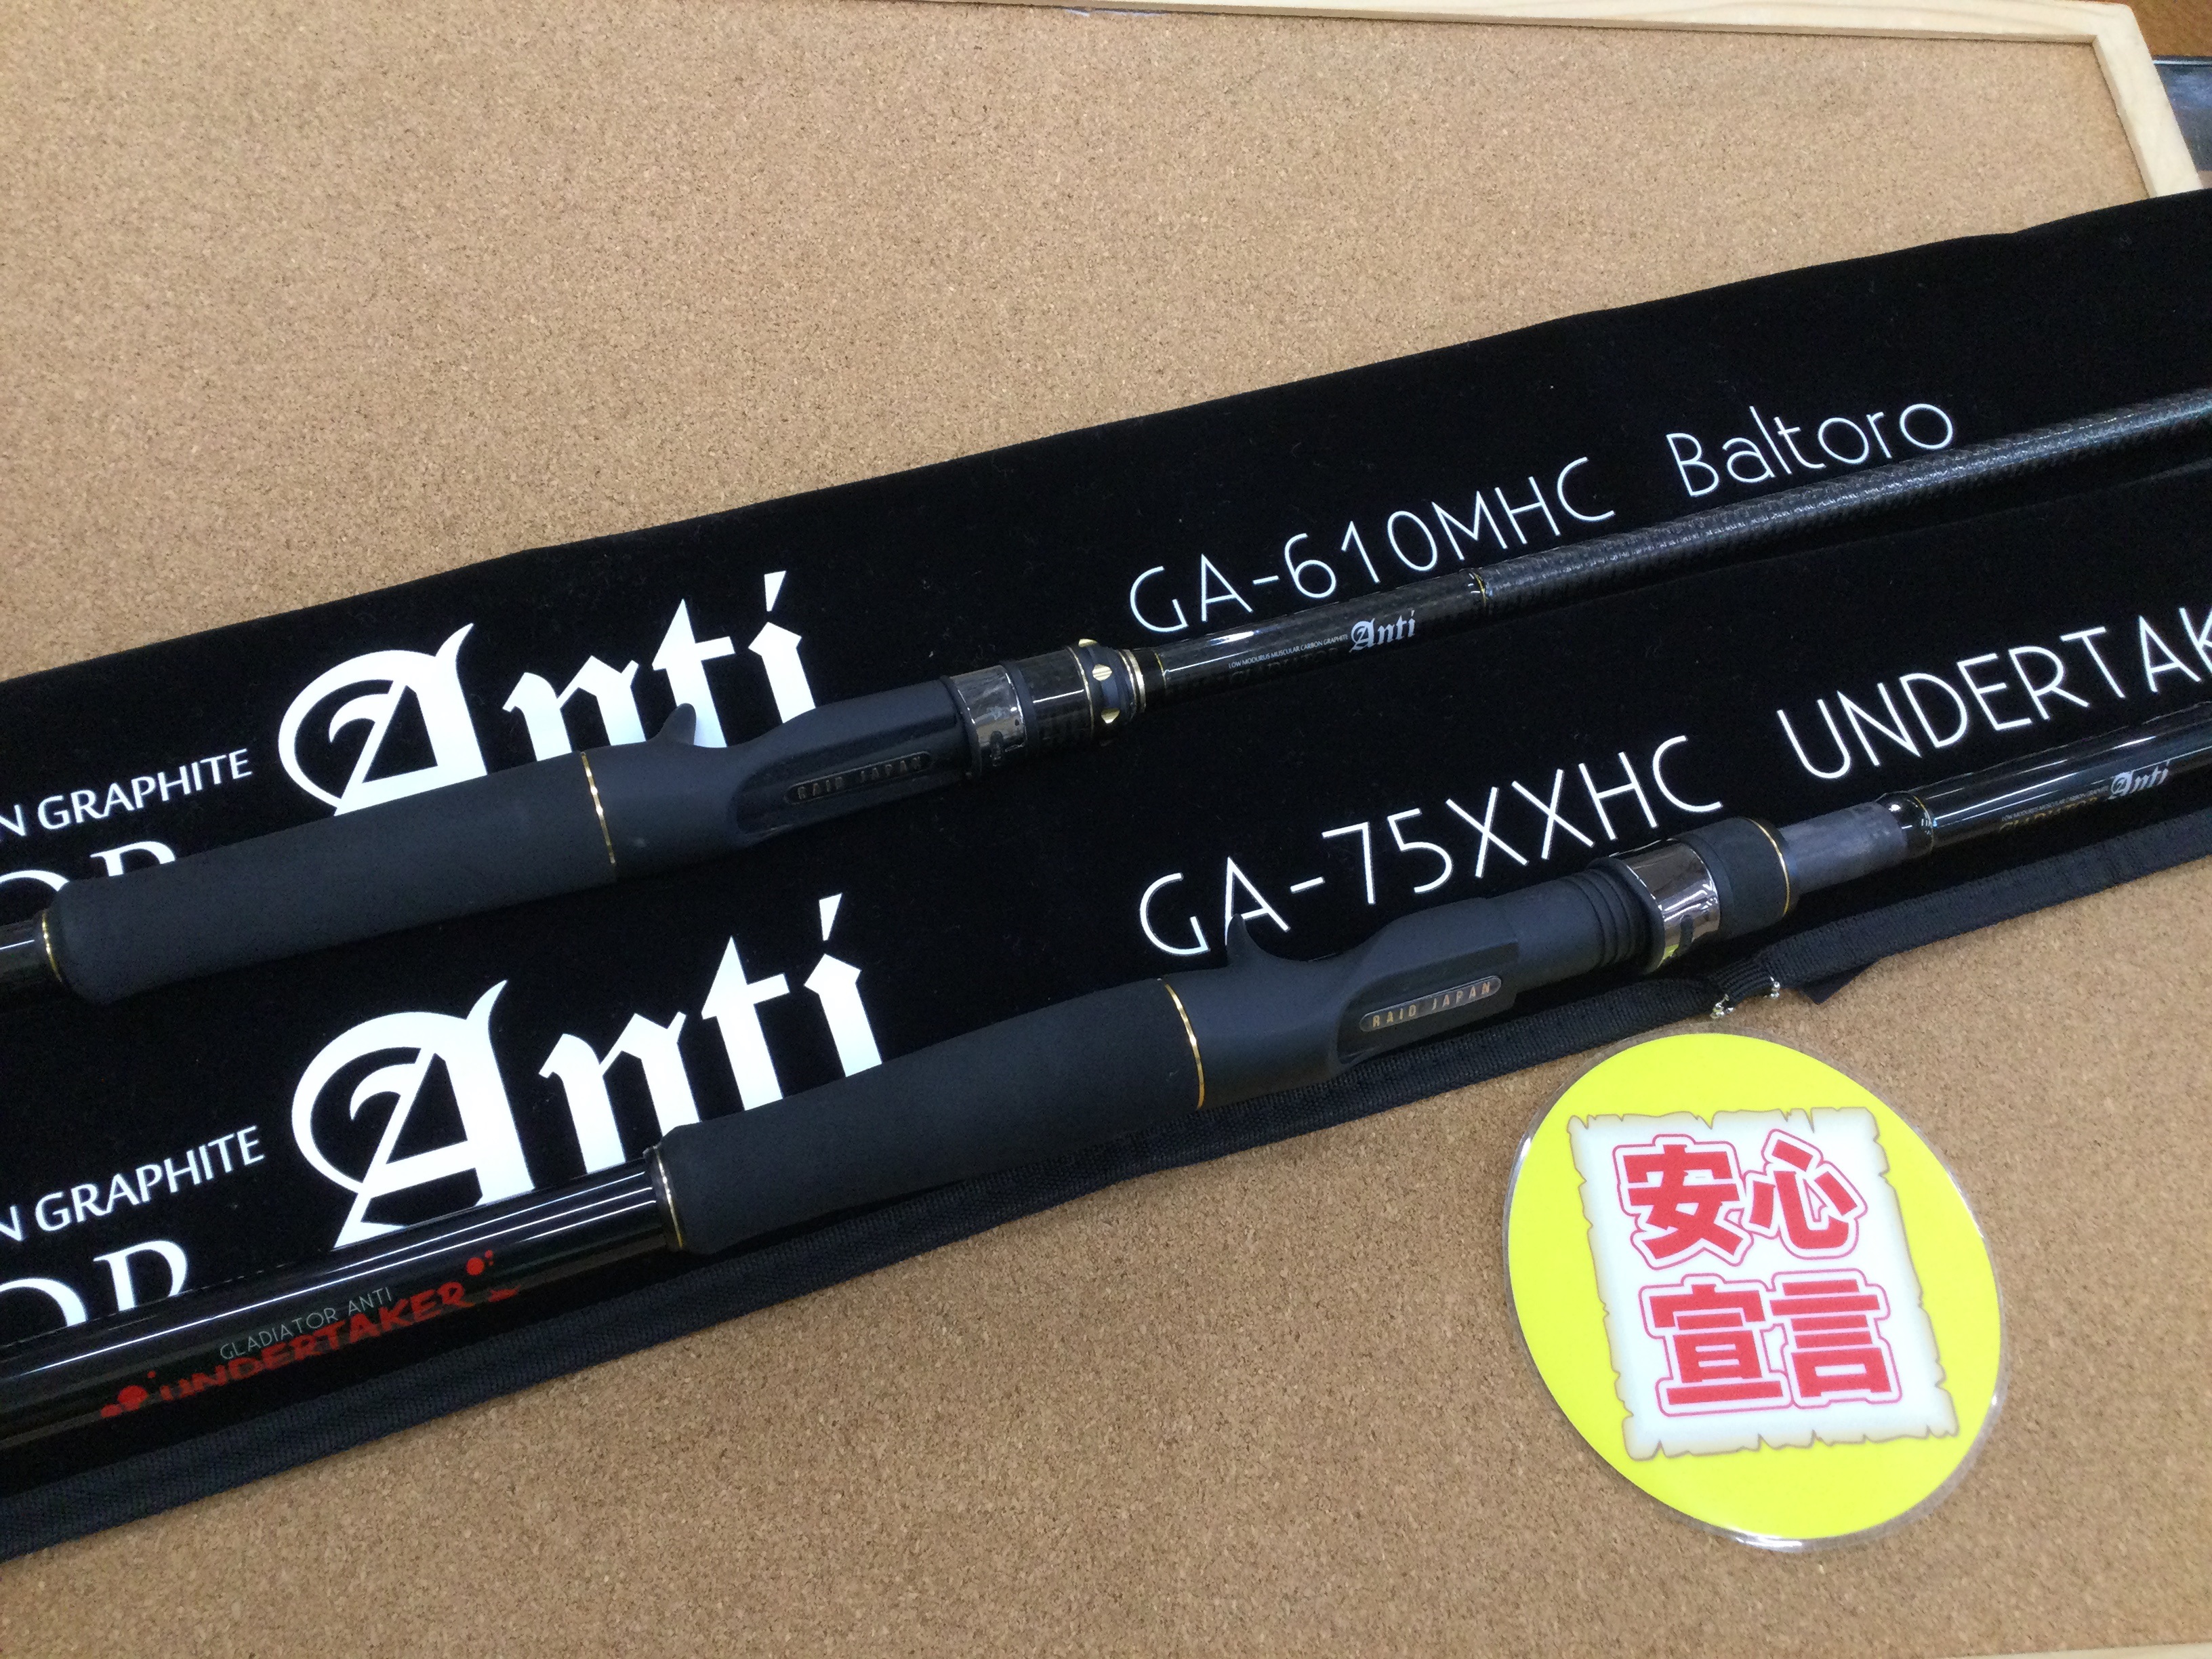 GA-610MHC Baltoro
N GRAPHITE Anti
LOW MODURUS MUSCULAR CARBON GRAPHITE
Anti
RAID JAPAN
GA-75XXHC UNDERTAK
N GRAPHITE Anti
Anti
RAID JAPAN
GLADIATOR ANTI
UNDERTAKER
安心
宣言